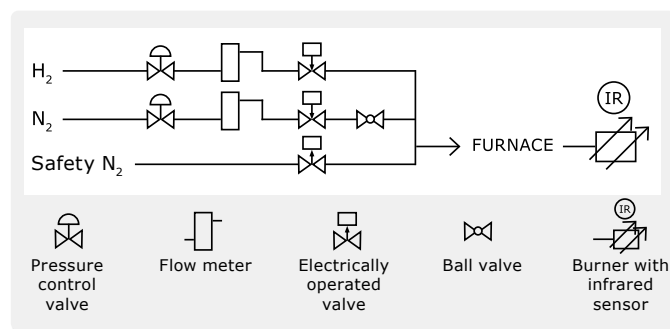 H2
IR
N2
FURNACE
Safety N2
IR
Pressure
control
valve
Flow meter
Electrically
operated
valve
Ball valve
Burner with
infrared
sensor